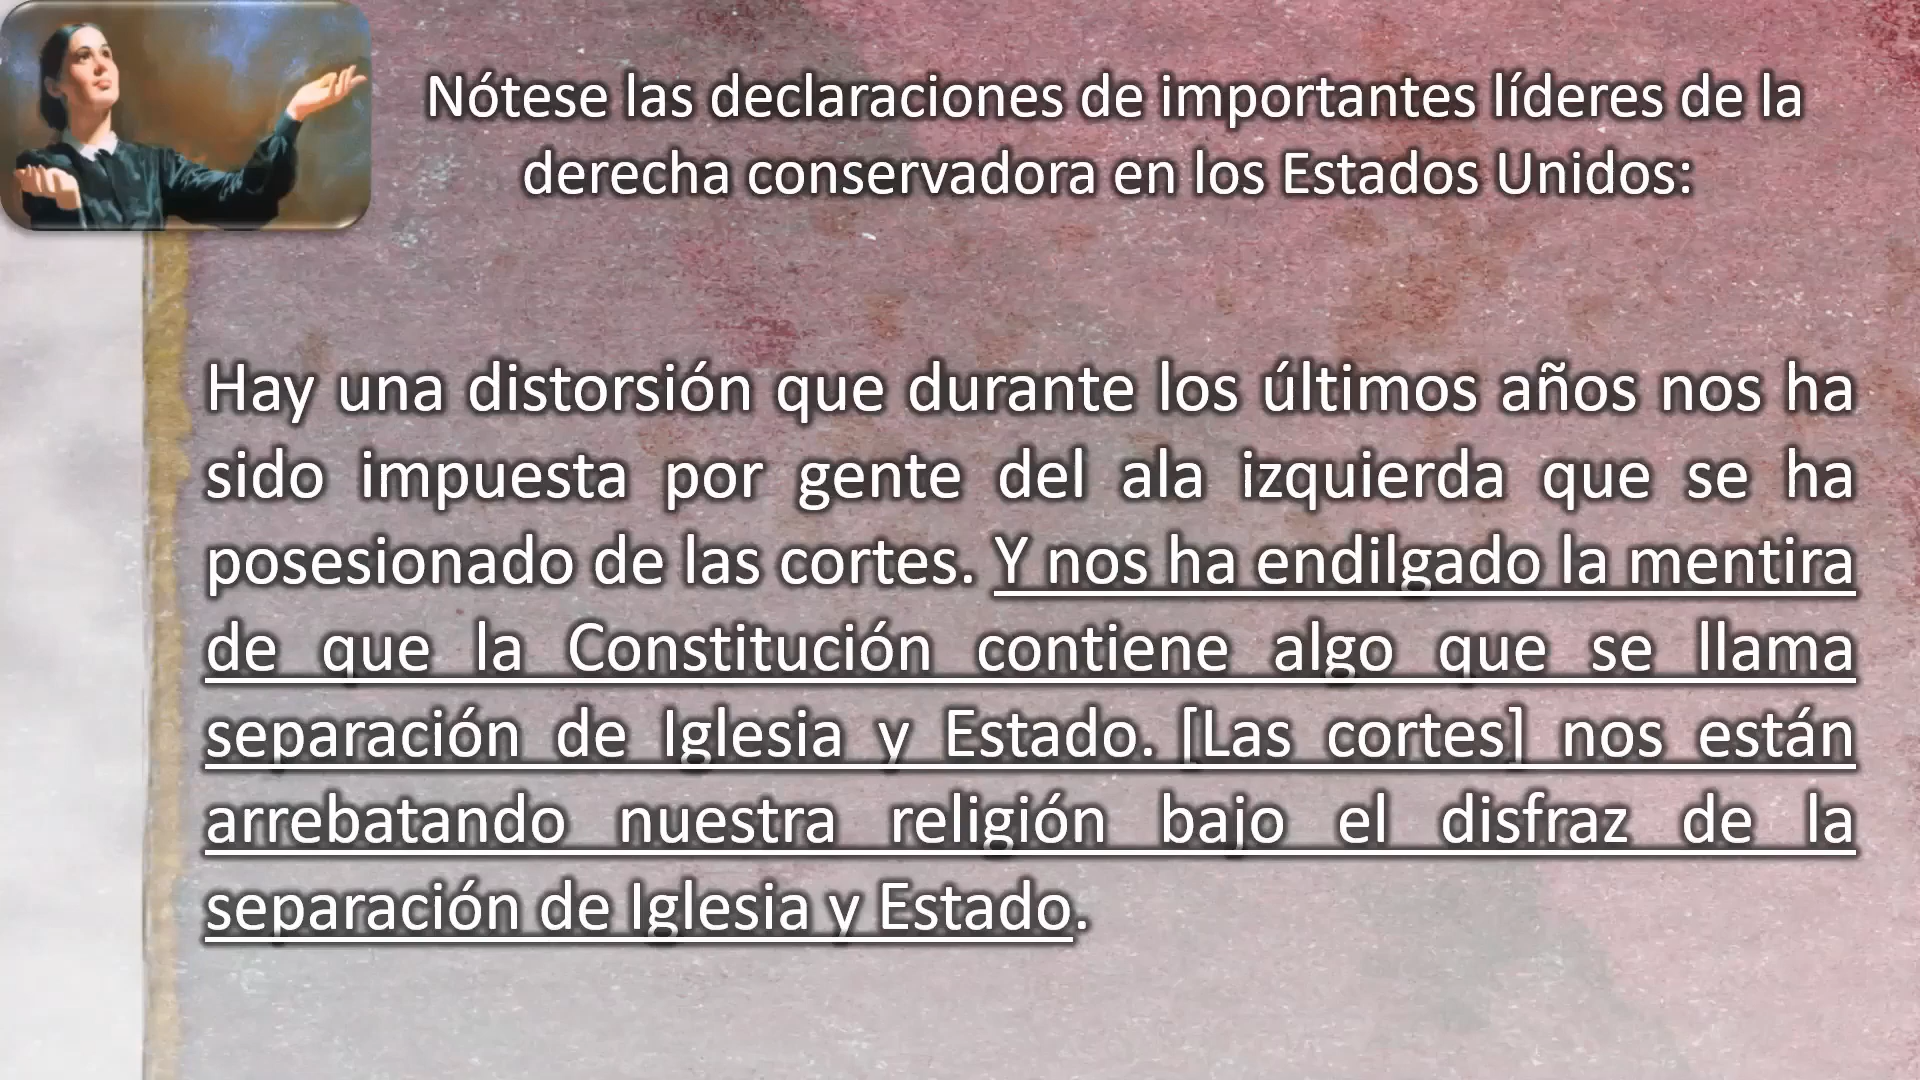 Nótese las declaraciones de importantes líderes de la
derecha conservadora en los Estados Unidos:
Hay una distorsión que durante los últimos años nos ha
sido impuesta por gente del ala izquierda que se ha
posesionado de las cortes. Y nos ha endilgado la mentira
de que la Constitución contiene algo que se llama
separación de Iglesia y Estado. [Las cortes] nos están
arrebatando nuestra religión bajo el disfraz de la
separación de Iglesia y Estado.